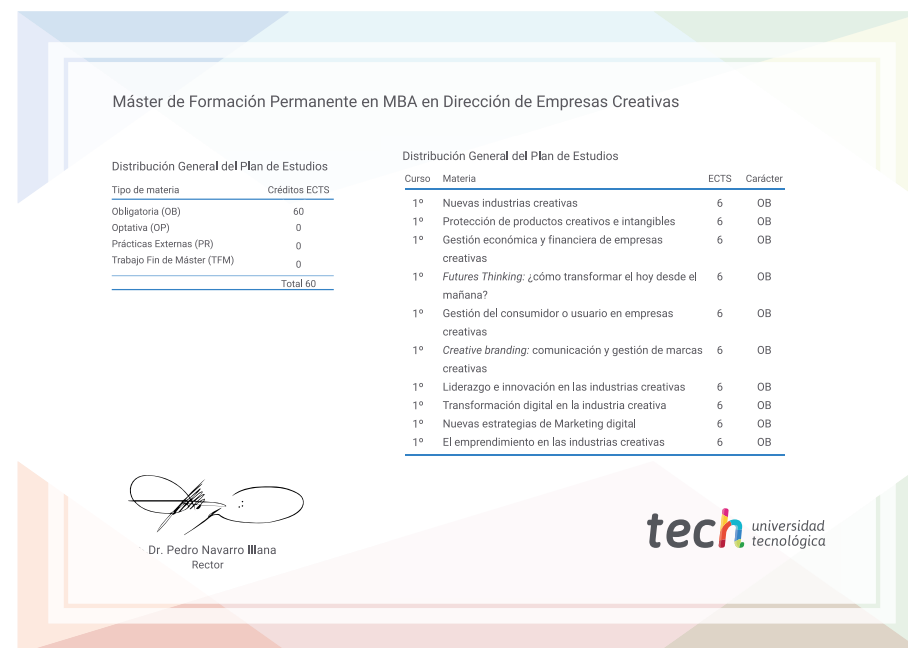 Máster de Formación Permanente en MBA en Dirección de Empresas Creativas
Distribución General del Plan de Estudios
Tipo de materia Créditos ECTS
Obligatoria (OB) 60
Optativa (OP) 0
Prácticas Externas (PR) 0
Trabajo Fin de Máster (TFM) 0
Total 60
Distribución General del Plan de Estudios
Curso Materia ECTS Carácter
1º Nuevas industrias creativas 6 OB
1º Protección de productos creativos e intangibles 6 OB
1º Gestión económica y financiera de empresas 6 OB
creativas
1º Futures Thinking: ¿cómo transformar el hoy desde el 6 OB
mañana?
1º Gestión del consumidor o usuario en empresas 6 OB
creativas
1º Creative branding: comunicación y gestión de marcas 6 OB
creativas
1º Liderazgo e innovación en las industrias creativas 6 OB
1º Transformación digital en la industria creativa 6 OB
1º Nuevas estrategias de Marketing digital 6 OB
1º El emprendimiento en las industrias creativas 6 OB
Dr. Pedro Navarro Illana
Rector
tech universidad
tecnológica